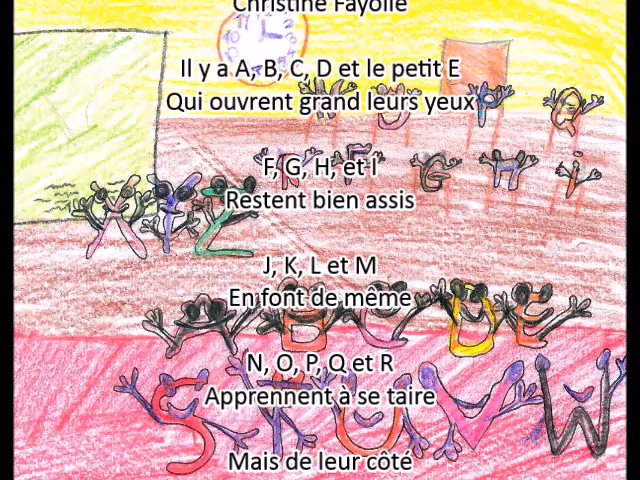 Christine Fayolle
Il y a A, B, C, D et le petit E
Qui ouvrent grand leurs yeux
F, G, H, et I
Restent bien assis
J, K, L et M
En font de même
N, O, P, Q et R
Apprennent à se taire
Mais de leur côté
N O P Q
K F G H i
X Y Z
A B C D E
S T U V W